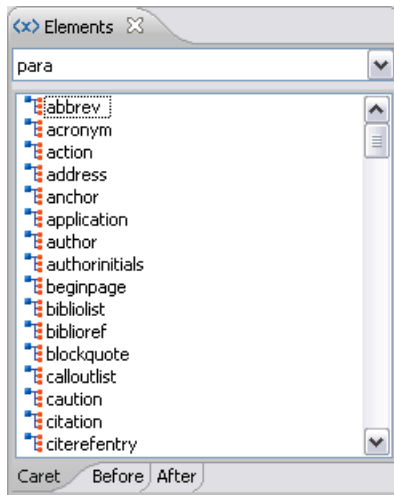 <x> Elements
para
abbrev
acronym
action
address
anchor
application
author
authorinitials
beginpage
bibliolist
biblioref
blockquote
calloutlist
caution
citation
citerefentry
Caret Before After